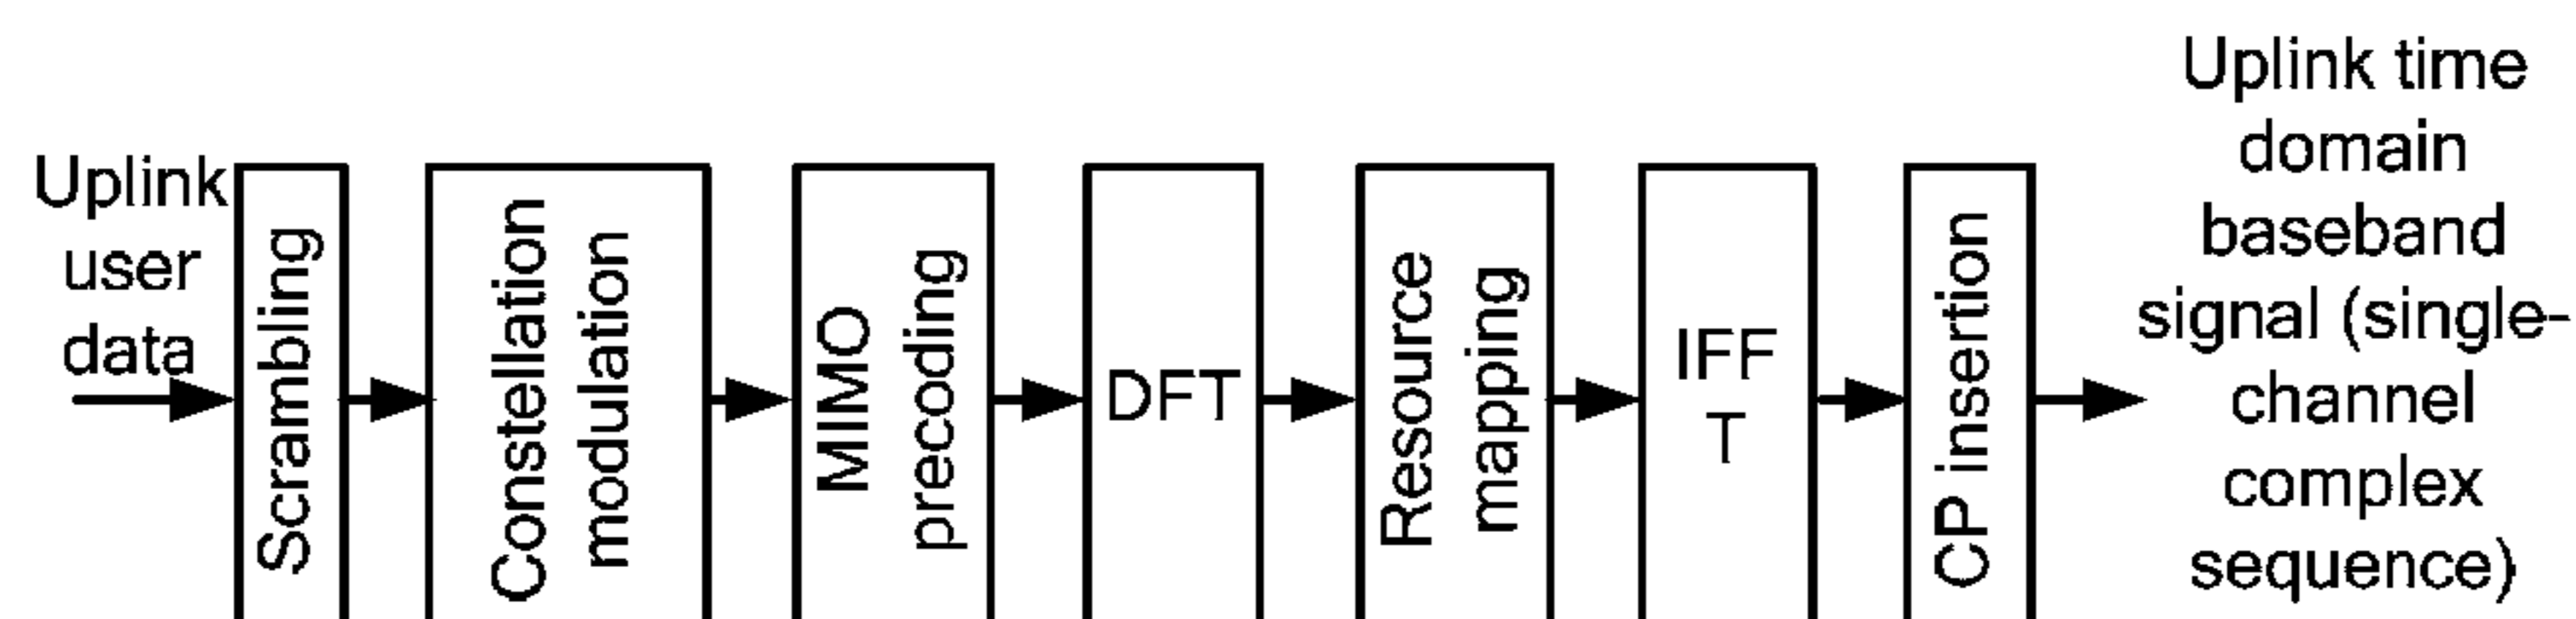 Uplink
user
data
Scrambling
Constellation
modulation
MIMO
precoding
DFT
Resource
mapping
IFF
T
CP insertion
Uplink time
domain
baseband
signal (single-
channel
complex
sequence)